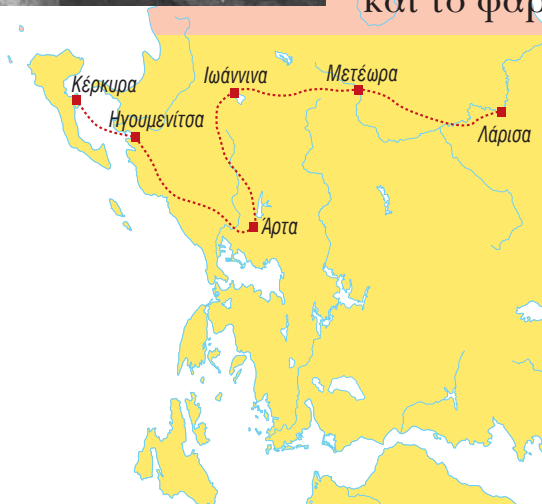 και το φαρ
Κέρκυρα
Ιωάννινα
Μετέωρα
Ηγουμενίτσα
Λάρισα
Άρτα